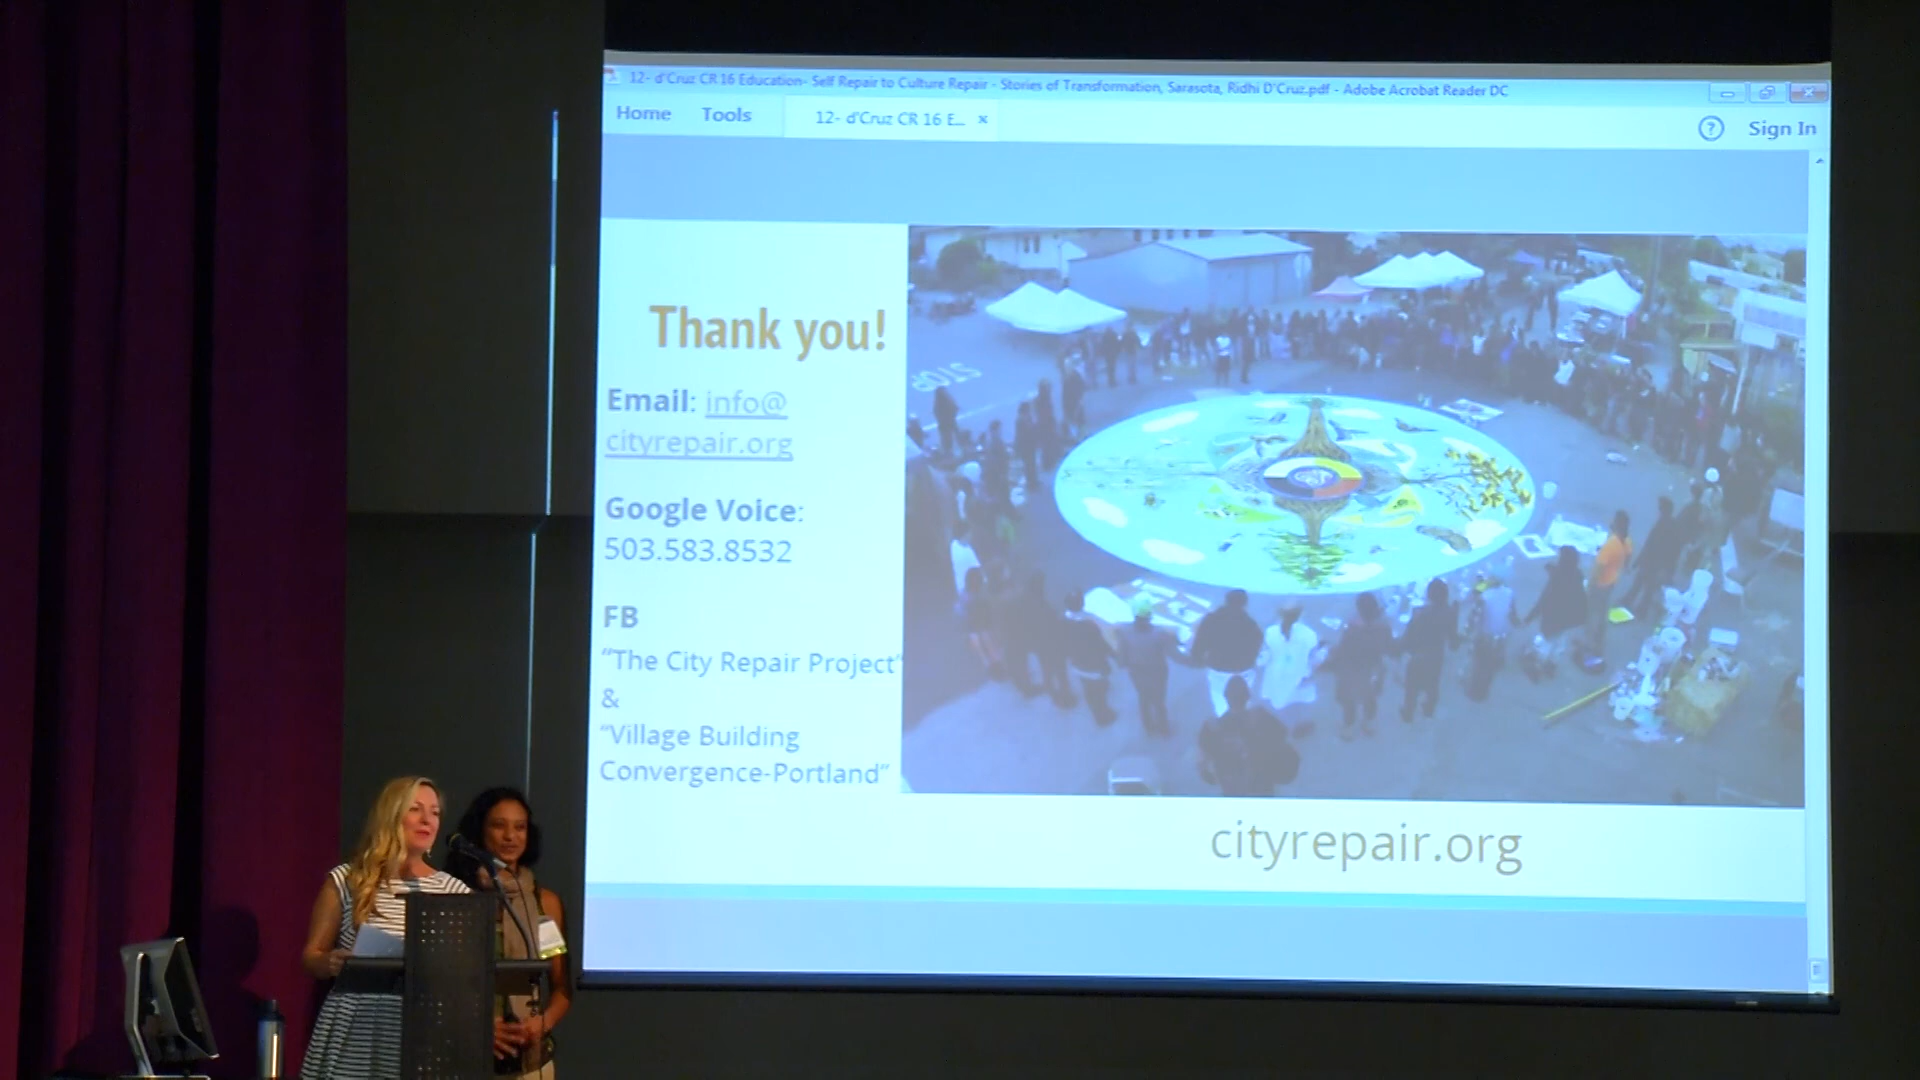 12- d'Cruz CR 16 Education- Self Repair to Culture Repair - Stories of Transformation, Sarasota, Ridhi D'Cruz.pdf - Adobe Acrobat Reader DC
Home Tools 12- d'Cruz CR 16 E... ×
? Sign In
STOP
Thank you!
Email: info@
cityrepair.org
Google Voice:
503.583.8532
FB
"The City Repair Project"
&
"Village Building
Convergence-Portland"
cityrepair.org